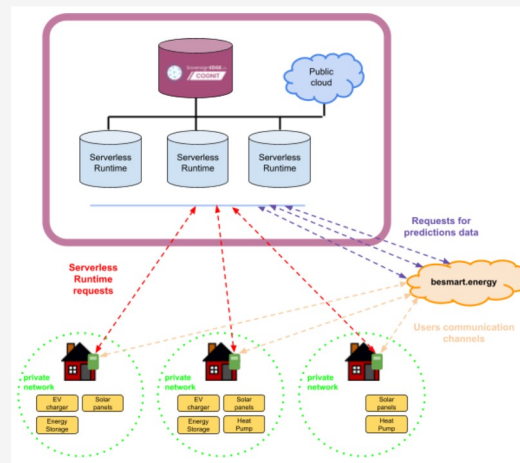 COGNIT
Public
cloud
Serverless
Runtime
Serverless
Runtime
Serverless
Runtime
Requests for
predictions data
Serverless
Runtime
requests
besmart.energy
Users communication
channels
private
network
EV
charger
Solar
panels
Energy
Storage
private
network
EV
charger
Solar
panels
Energy
Storage
Heat
Pump
private
network
Solar
panels
Heat
Pump